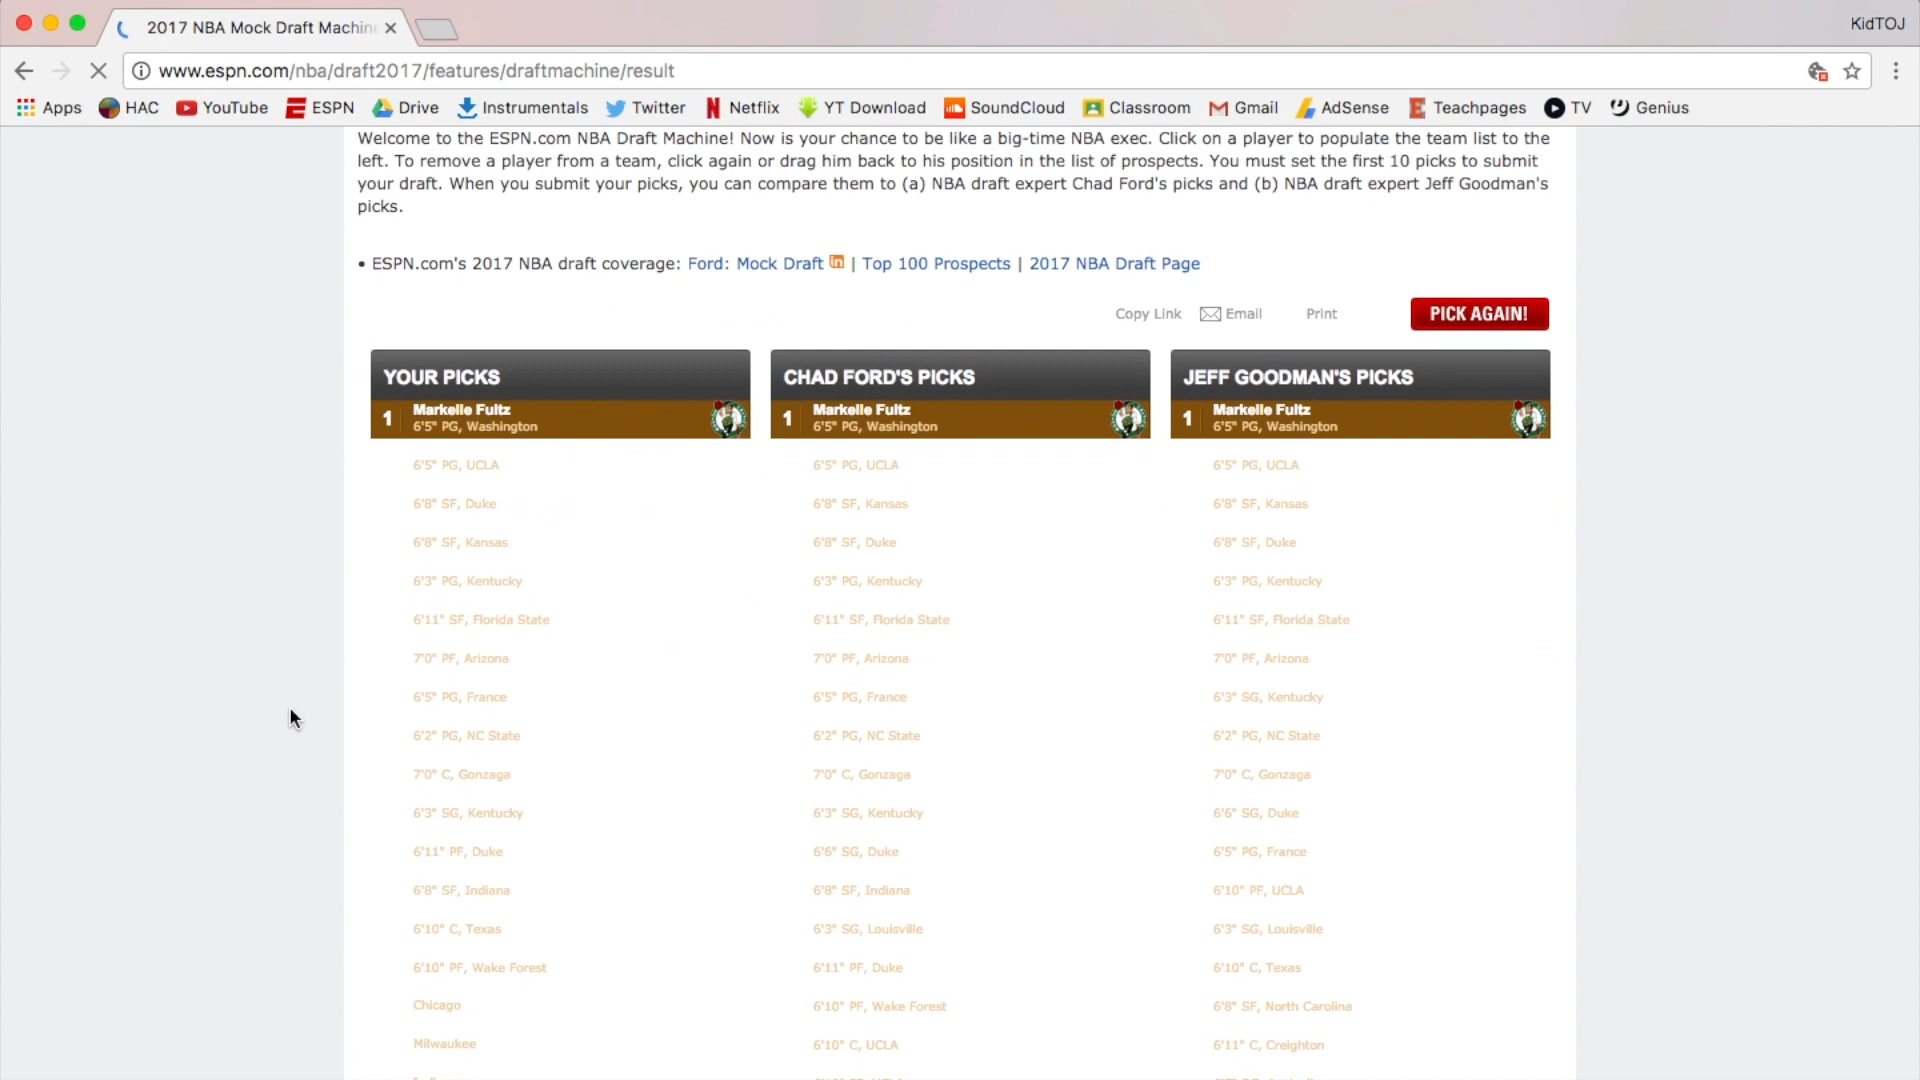 KidTOJ
2017 NBA Mock Draft Machin
www.espn.com/nba/draft2017/features/draftmachine/result
Apps HAC YouTube ESPN Drive Instrumentals Twitter Netflix YT Download SoundCloud Classroom Gmail AdSense Teachpages TV Genius
Welcome to the ESPN.com NBA Draft Machine! Now is your chance to be like a big-time NBA exec. Click on a player to populate the team list to the
left. To remove a player from a team, click again or drag him back to his position in the list of prospects. You must set the first 10 picks to submit
your draft. When you submit your picks, you can compare them to (a) NBA draft expert Chad Ford's picks and (b) NBA draft expert Jeff Goodman's
picks.
• ESPN.com's 2017 NBA draft coverage: Ford: Mock Draft in | Top 100 Prospects | 2017 NBA Draft Page
Copy Link Email Print PICK AGAIN!
YOUR PICKS
1 Markelle Fultz
6'5" PG, Washington
6'5" PG, UCLA
6'8" SF, Duke
6'8" SF, Kansas
6'3" PG, Kentucky
6'11" SF, Florida State
7'0" PF, Arizona
6'5" PG, France
6'2" PG, NC State
7'0" C, Gonzaga
6'3" SG, Kentucky
6'11" PF, Duke
6'8" SF, Indiana
6'10" C, Texas
6'10" PF, Wake Forest
Chicago
Milwaukee
CHAD FORD'S PICKS
1 Markelle Fultz
6'5" PG, Washington
6'5" PG, UCLA
6'8" SF, Kansas
6'8" SF, Duke
6'3" PG, Kentucky
6'11" SF, Florida State
7'0" PF, Arizona
6'5" PG, France
6'2" PG, NC State
7'0" C, Gonzaga
6'3" SG, Kentucky
6'6" SG, Duke
6'8" SF, Indiana
6'3" SG, Louisville
6'11" PF, Duke
6'10" PF, Wake Forest
6'10" C, UCLA
JEFF GOODMAN'S PICKS
1 Markelle Fultz
6'5" PG, Washington
6'5" PG, UCLA
6'8" SF, Kansas
6'8" SF, Duke
6'3" PG, Kentucky
6'11" SF, Florida State
7'0" PF, Arizona
6'3" SG, Kentucky
6'2" PG, NC State
7'0" C, Gonzaga
6'6" SG, Duke
6'5" PG, France
6'10" PF, UCLA
6'3" SG, Louisville
6'10" C, Texas
6'8" SF, North Carolina
6'11" C, Creighton